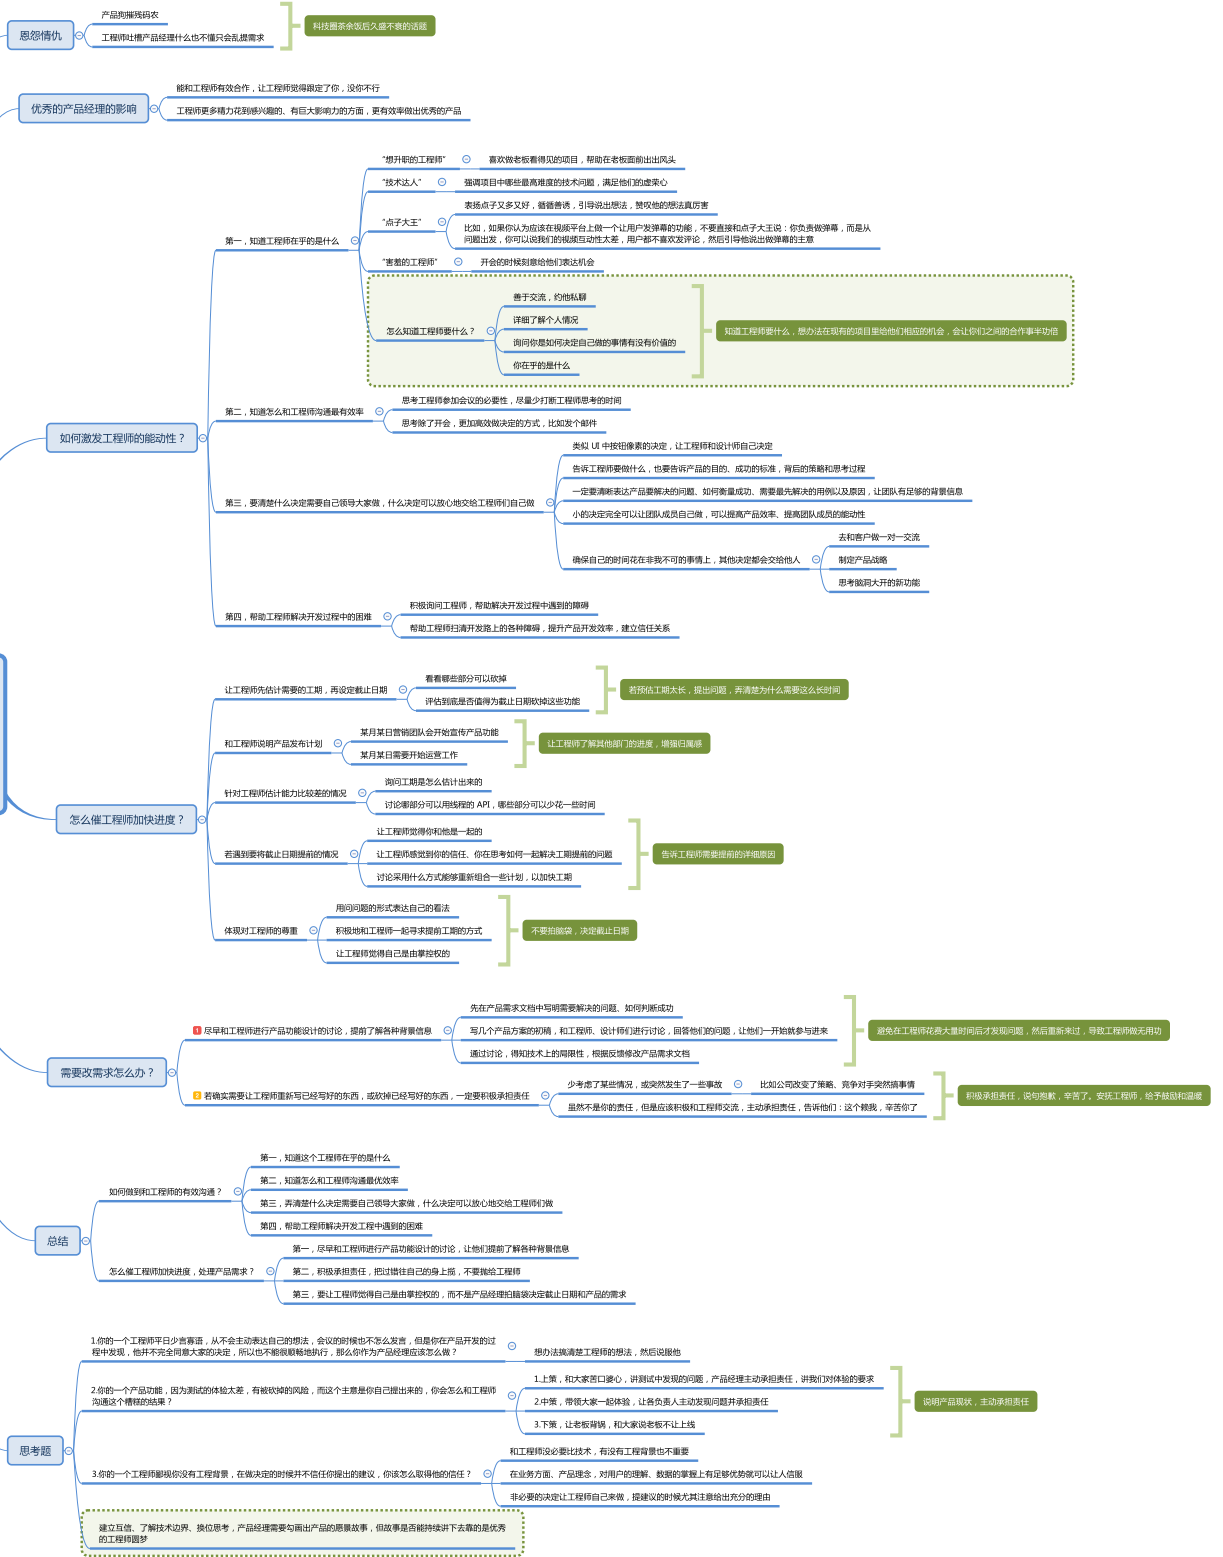 恩怨情仇
产品狗摧残码农
工程师吐槽产品经理什么也不懂只会乱提需求
科技圈茶余饭后久盛不衰的话题
优秀的产品经理的影响
能和工程师有效合作，让工程师觉得跟定了你，没你不行
工程师更多精力花到感兴趣的、有巨大影响力的方面，更有效率做出优秀的产品
如何激发工程师的能动性？
第一，知道工程师在乎的是什么
“想升职的工程师”
喜欢做老板看得见的项目，帮助在老板面前出出风头
“技术达人”
强调项目中哪些最高难度的技术问题，满足他们的虚荣心
“点子大王”
表扬点子又多又好，循循善诱，引导说出想法，赞叹他的想法真厉害
比如，如果你认为应该在视频平台上做一个让用户发弹幕的功能，不要直接和点子大王说：你负责做弹幕，而是从
问题出发，你可以说我们的视频互动性太差，用户都不喜欢发评论，然后引导他说出做弹幕的主意
“害羞的工程师”
开会的时候刻意给他们表达机会
怎么知道工程师要什么？
善于交流，约他私聊
详细了解个人情况
询问你是如何决定自己做的事情有没有价值的
你在乎的是什么
知道工程师要什么，想办法在现有的项目里给他们相应的机会，会让你们之间的合作事半功倍
第二，知道怎么和工程师沟通最有效率
思考工程师参加会议的必要性，尽量少打断工程师思考的时间
思考除了开会，更加高效做决定的方式，比如发个邮件
第三，要清楚什么决定需要自己领导大家做，什么决定可以放心地交给工程师们自己做
类似 UI 中按钮像素的决定，让工程师和设计师自己决定
告诉工程师要做什么，也要告诉产品的目的、成功的标准，背后的策略和思考过程
一定要清晰表达产品要解决的问题、如何衡量成功、需要最先解决的用例以及原因，让团队有足够的背景信息
小的决定完全可以让团队成员自己做，可以提高产品效率、提高团队成员的能动性
确保自己的时间花在非我不可的事情上，其他决定都会交给他人
去和客户做一对一交流
制定产品战略
思考脑洞大开的新功能
第四，帮助工程师解决开发过程中的困难
积极询问工程师，帮助解决开发过程中遇到的障碍
帮助工程师扫清开发路上的各种障碍，提升产品开发效率，建立信任关系
怎么催工程师加快进度？
让工程师先估计需要的工期，再设定截止日期
看看哪些部分可以砍掉
评估到底是否值得为截止日期砍掉这些功能
若预估工期太长，提出问题，弄清楚为什么需要这么长时间
和工程师说明产品发布计划
某月某日营销团队会开始宣传产品功能
某月某日需要开始运营工作
让工程师了解其他部门的进度，增强归属感
针对工程师估计能力比较差的情况
询问工期是怎么估计出来的
讨论哪部分可以用线程的 API，哪些部分可以少花一些时间
若遇到要将截止日期提前的情况
让工程师觉得你和他是一起的
让工程师感觉到你的信任、你在思考如何一起解决工期提前的问题
讨论采用什么方式能够重新组合一些计划，以加快工期
告诉工程师需要提前的详细原因
体现对工程师的尊重
用问问题的形式表达自己的看法
积极地和工程师一起寻求提前工期的方式
让工程师觉得自己是由掌控权的
不要拍脑袋，决定截止日期
需要改需求怎么办？
1 尽早和工程师进行产品功能设计的讨论，提前了解各种背景信息
先在产品需求文档中写明需要解决的问题、如何判断成功
写几个产品方案的初稿，和工程师、设计师们进行讨论，回答他们的问题，让他们一开始就参与进来
通过讨论，得知技术上的局限性，根据反馈修改产品需求文档
避免在工程师花费大量时间后才发现问题，然后重新来过，导致工程师做无用功
2 若确实需要让工程师重新写已经写好的东西，或砍掉已经写好的东西，一定要积极承担责任
少考虑了某些情况，或突然发生了一些事故
比如公司改变了策略、竞争对手突然搞事情
虽然不是你的责任，但是应该积极和工程师交流，主动承担责任，告诉他们：这个赖我，辛苦你了
积极承担责任，说句抱歉，辛苦了。安抚工程师，给予鼓励和温暖
总结
如何做到和工程师的有效沟通？
第一，知道这个工程师在乎的是什么
第二，知道怎么和工程师沟通最优效率
第三，弄清楚什么决定需要自己领导大家做，什么决定可以放心地交给工程师们做
第四，帮助工程师解决开发工程中遇到的困难
怎么催工程师加快进度，处理产品需求？
第一，尽早和工程师进行产品功能设计的讨论，让他们提前了解各种背景信息
第二，积极承担责任，把过错往自己的身上揽，不要抛给工程师
第三，要让工程师觉得自己是由掌控权的，而不是产品经理拍脑袋决定截止日期和产品的需求
思考题
1.你的一个工程师平日少言寡语，从不会主动表达自己的想法，会议的时候也不怎么发言，但是你在产品开发的过
程中发现，他并不完全同意大家的决定，所以也不能很顺畅地执行，那么你作为产品经理应该怎么做？
想办法搞清楚工程师的想法，然后说服他
2.你的一个产品功能，因为测试的体验太差，有被砍掉的风险，而这个主意是你自己提出来的，你会怎么和工程师
沟通这个糟糕的结果？
1.上策，和大家苦口婆心，讲测试中发现的问题，产品经理主动承担责任，讲我们对体验的要求
2.中策，带领大家一起体验，让各负责人主动发现问题并承担责任
3.下策，让老板背锅，和大家说老板不让上线
说明产品现状，主动承担责任
3.你的一个工程师鄙视你没有工程背景，在做决定的时候并不信任你提出的建议，你该怎么取得他的信任？
和工程师没必要比技术，有没有工程背景也不重要
在业务方面、产品理念，对用户的理解、数据的掌握上有足够优势就可以让人信服
非必要的决定让工程师自己来做，提建议的时候尤其注意给出充分的理由
建立互信、了解技术边界、换位思考，产品经理需要勾画出产品的愿景故事，但故事是否能持续讲下去靠的是优秀
的工程师圆梦